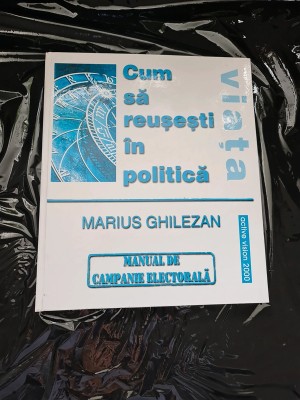 Cum
să
reușești
în
politică
viața
MARIUS GHILEZAN
MANUAL DE
CAMPANIE ELECTORALĂ
active vision 2000